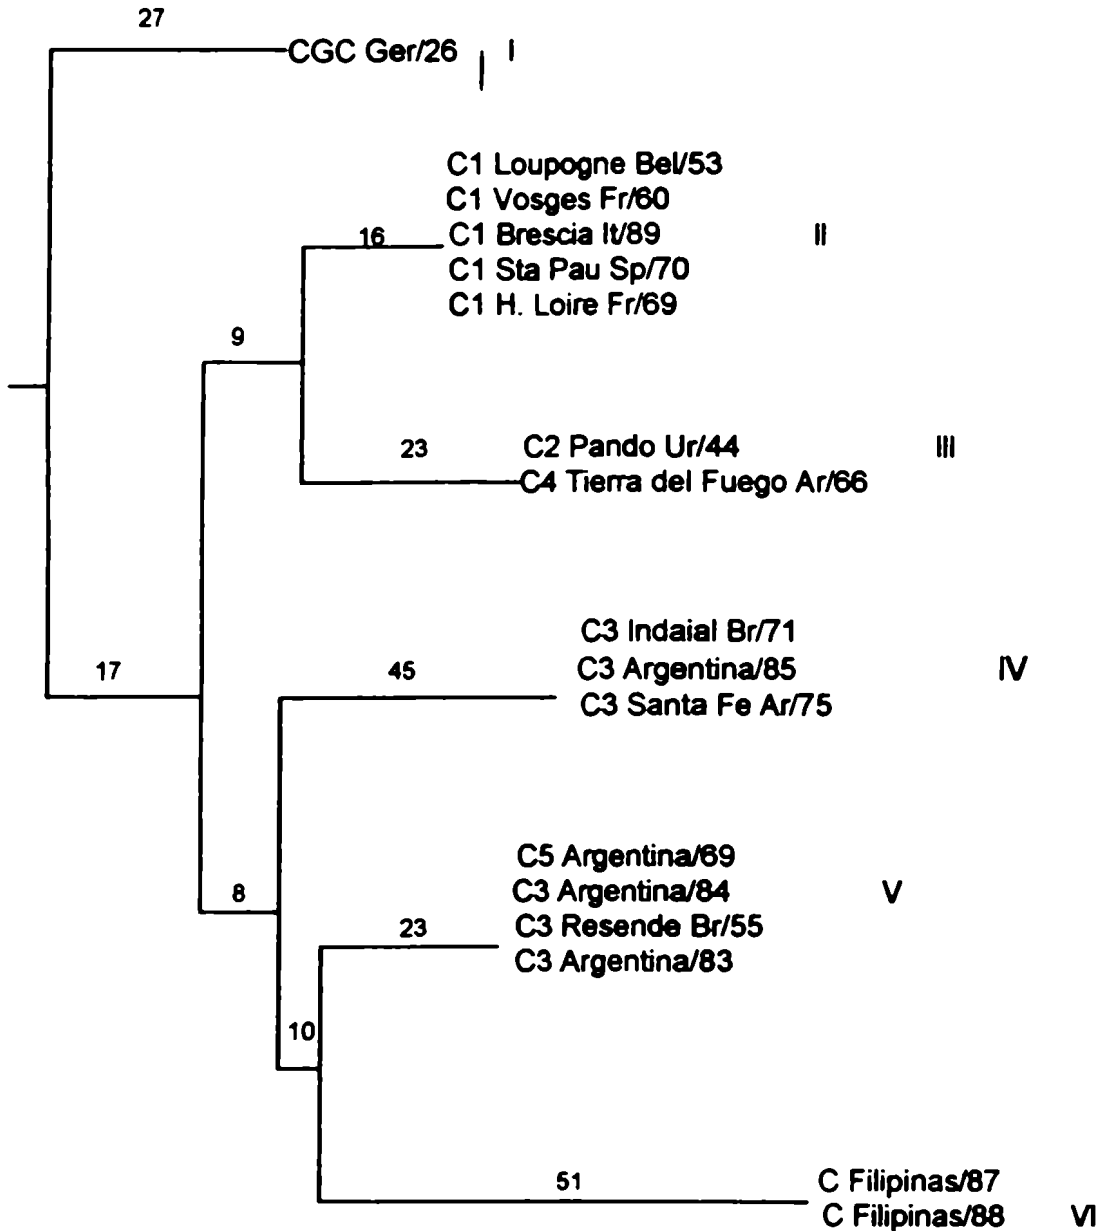 27
CGC Ger/26 I
C1 Loupogne Bel/53
C1 Vosges Fr/60
16 C1 Brescia It/89 II
C1 Sta Pau Sp/70
C1 H. Loire Fr/69
9
23 C2 Pando Ur/44 III
C4 Tierra del Fuego Ar/66
C3 Indaial Br/71
17 45 C3 Argentina/85 IV
C3 Santa Fe Ar/75
C5 Argentina/69
8 C3 Argentina/84 V
23 C3 Resende Br/55
C3 Argentina/83
10
51 C Filipinas/87
C Filipinas/88 VI